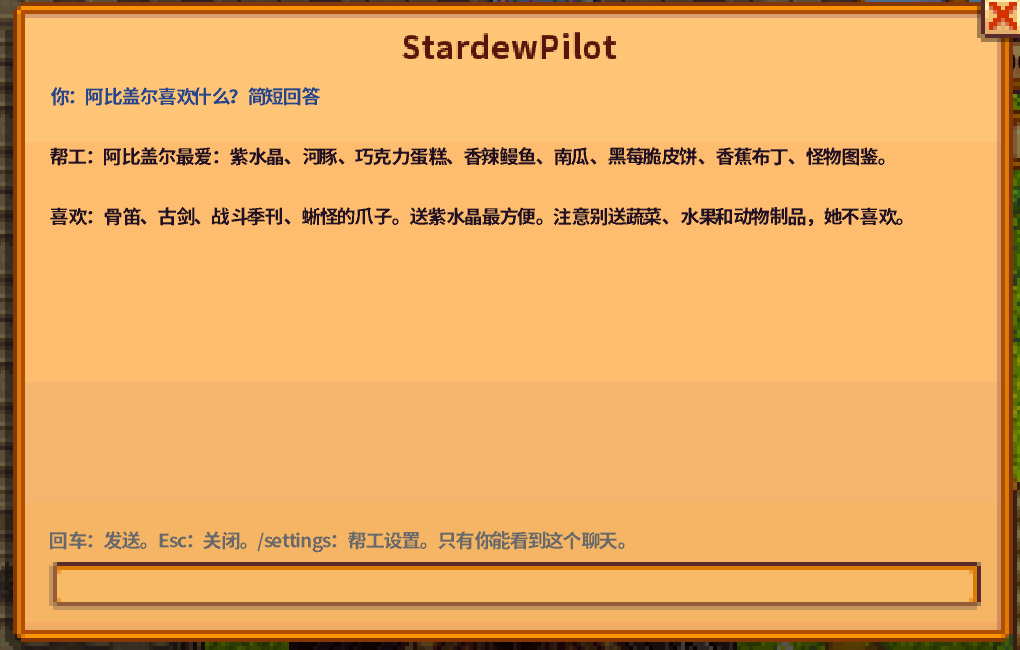 StardewPilot
你：阿比盖尔喜欢什么？简短回答
帮工：阿比盖尔最爱：紫水晶、河豚、巧克力蛋糕、香辣鳗鱼、南瓜、黑莓脆皮饼、香蕉布丁、怪物图鉴。
喜欢：骨笛、古剑、战斗季刊、蜥怪的爪子。送紫水晶最方便。注意别送蔬菜、水果和动物制品，她不喜欢。
回车：发送。Esc：关闭。/settings：帮工设置。只有你能看到这个聊天。